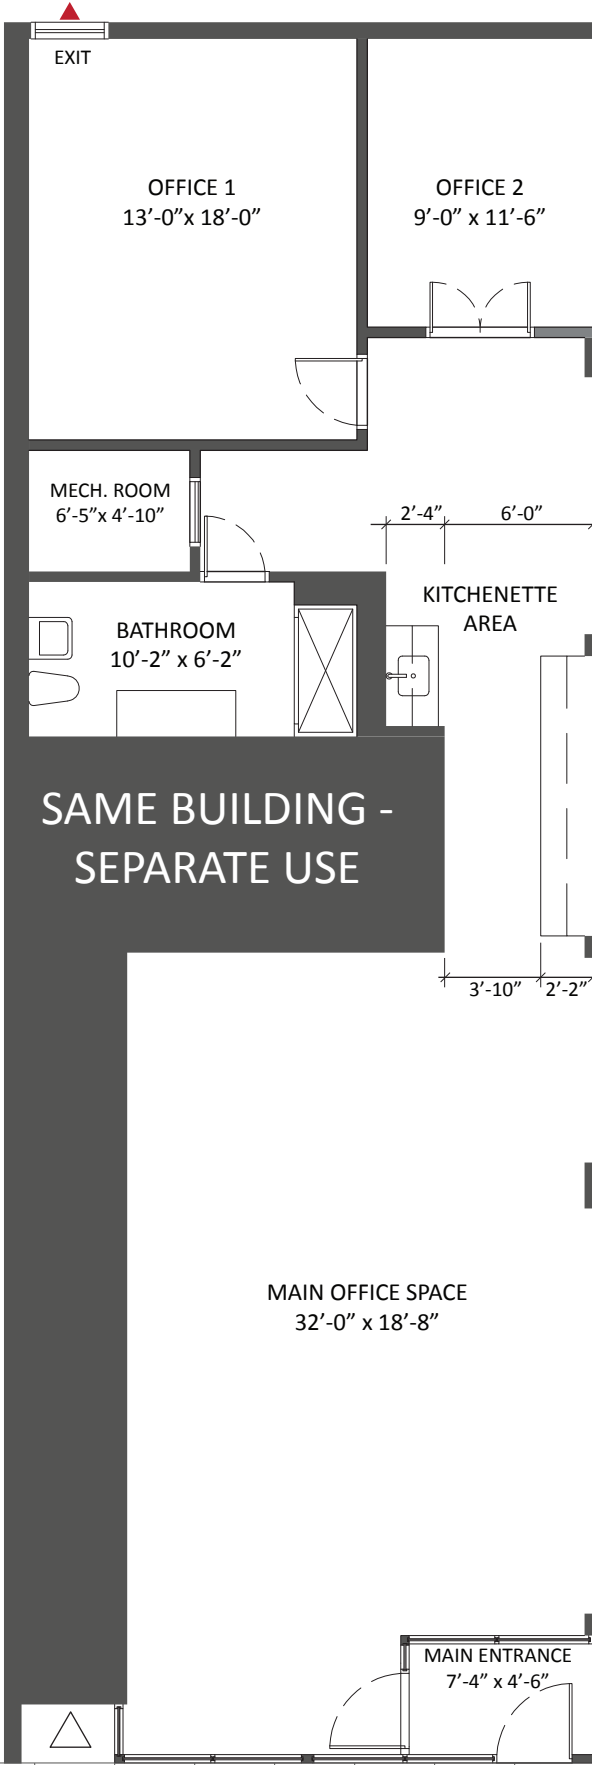 EXIT
OFFICE 1
13’-0”x 18’-0”
OFFICE 2
9’-0” x 11’-6”
MECH. ROOM
6’-5”x 4’-10”
2’-4”
6’-0”
KITCHENETTE
AREA
BATHROOM
10’-2” x 6’-2”
SAME BUILDING -
SEPARATE USE
3’-10”
2’-2”
MAIN OFFICE SPACE
32’-0” x 18’-8”
MAIN ENTRANCE
7’-4” x 4’-6”